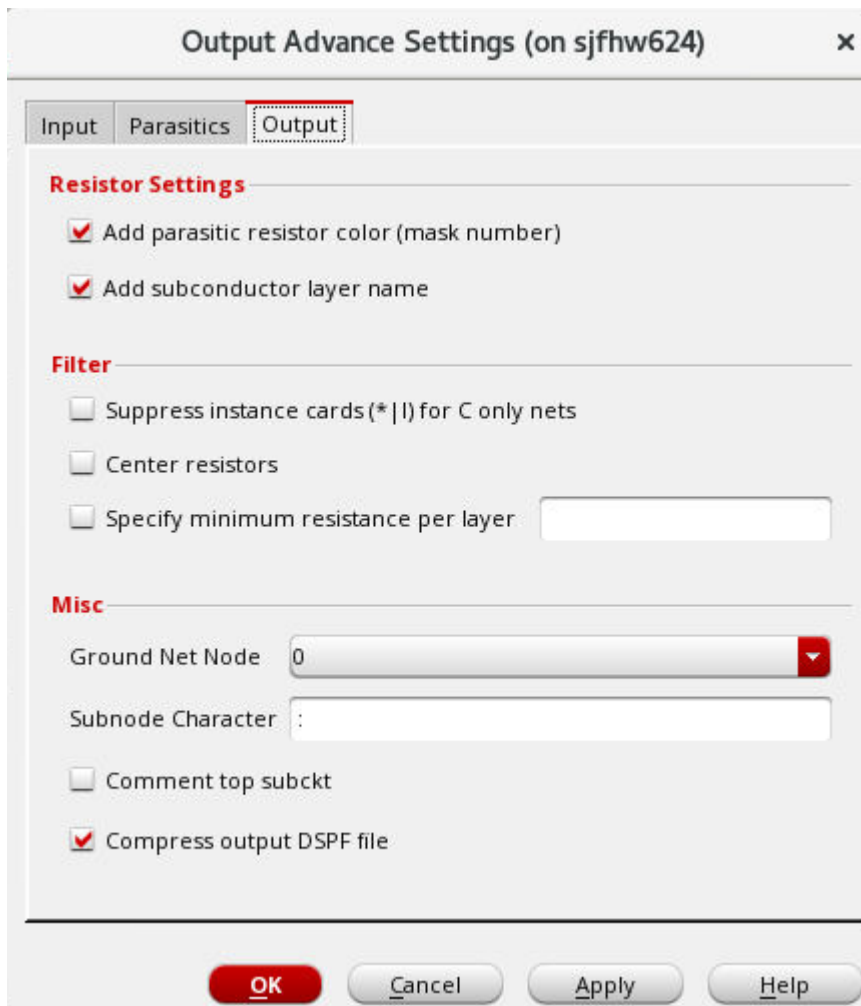 Output Advance Settings (on sjfhw624) ×
Input Parasitics Output
Resistor Settings
Add parasitic resistor color (mask number)
Add subconductor layer name
Filter
Suppress instance cards (*|I) for C only nets
Center resistors
Specify minimum resistance per layer
Misc
Ground Net Node 0
Subnode Character :
Comment top subckt
Compress output DSPF file
OK Cancel Apply Help